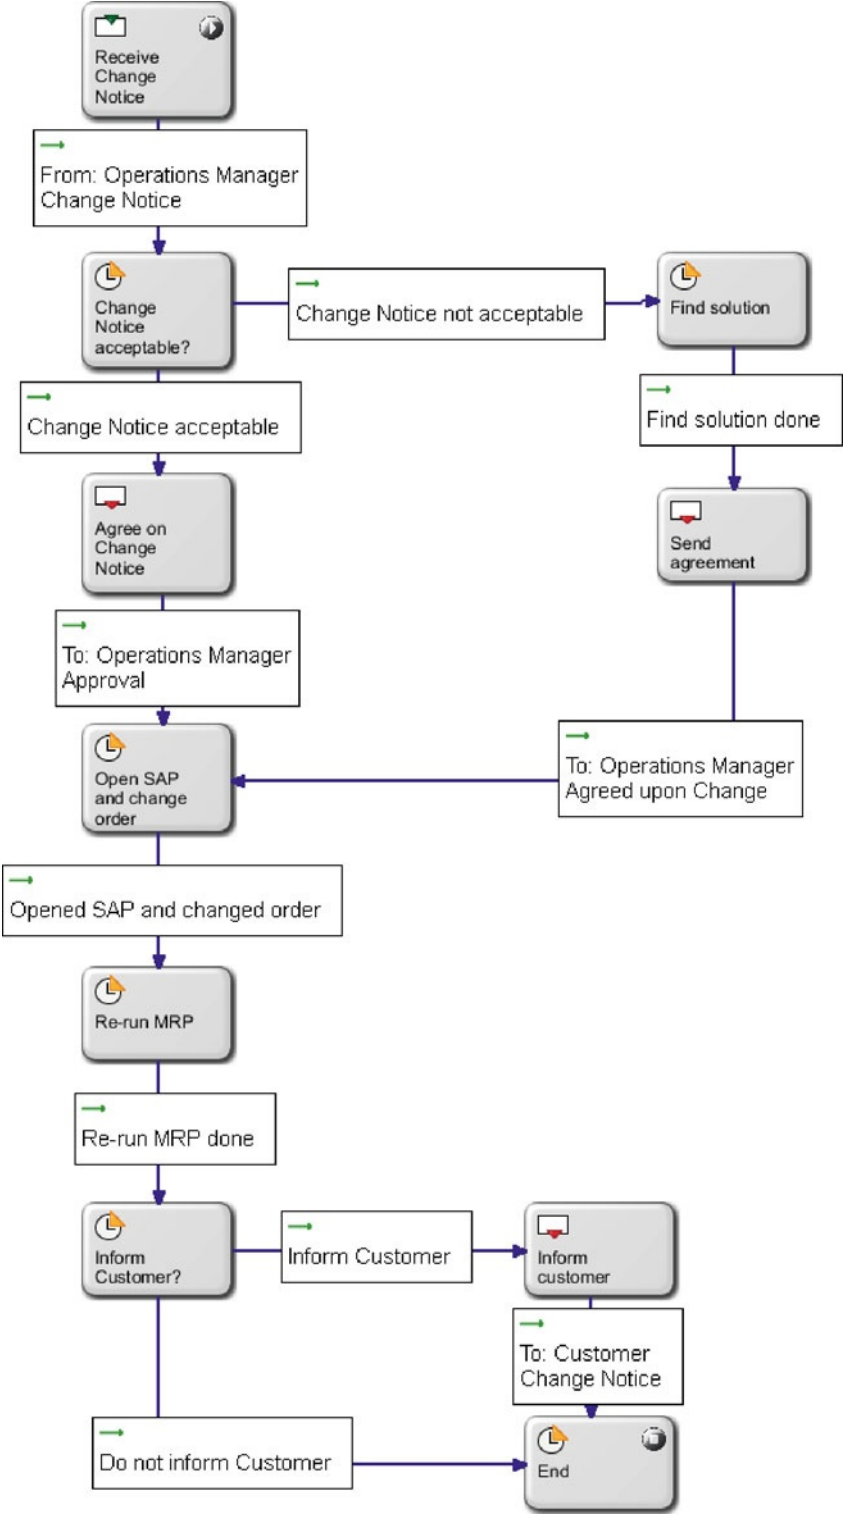 Receive
Change
Notice
From: Operations Manager
Change Notice
Change
Notice
acceptable?
Change Notice not acceptable
Find solution
Change Notice acceptable
Find solution done
Agree on
Change
Notice
Send
agreement
To: Operations Manager
Approval
Open SAP
and change
order
To: Operations Manager
Agreed upon Change
Opened SAP and changed order
Re-run MRP
Re-run MRP done
Inform
Customer?
Inform Customer
Inform
customer
To: Customer
Change Notice
Do not inform Customer
End